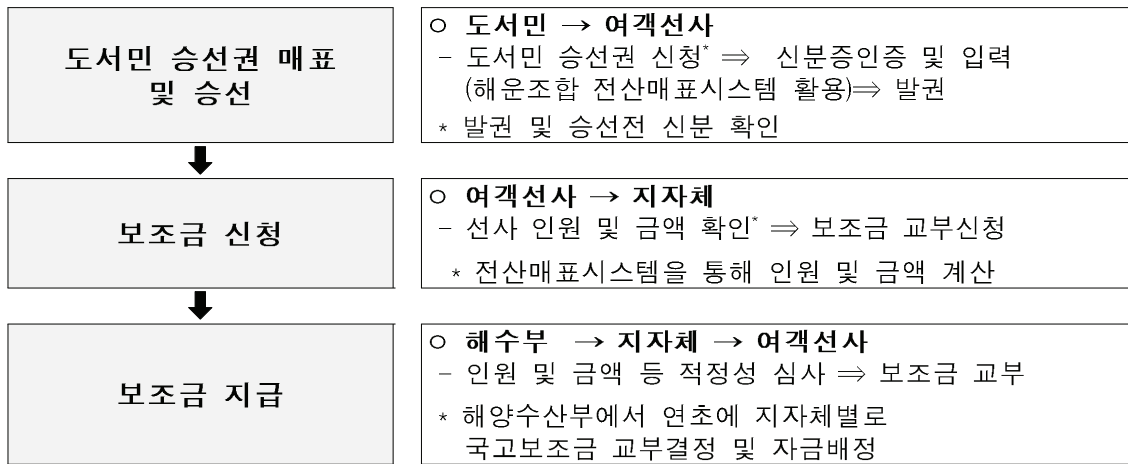 도서민 승선권 매표
및 승선
○ 도서민 → 여객선사
- 도서민 승선권 신청* ⇒ 신분증인증 및 입력
(해운조합 전산매표시스템 활용)⇒ 발권
* 발권 및 승선전 신분 확인
보조금 신청
○ 여객선사 → 지자체
- 선사 인원 및 금액 확인* ⇒ 보조금 교부신청
* 전산매표시스템을 통해 인원 및 금액 계산
보조금 지급
○ 해수부 → 지자체 → 여객선사
- 인원 및 금액 등 적정성 심사 ⇒ 보조금 교부
* 해양수산부에서 연초에 지자체별로
국고보조금 교부결정 및 자금배정